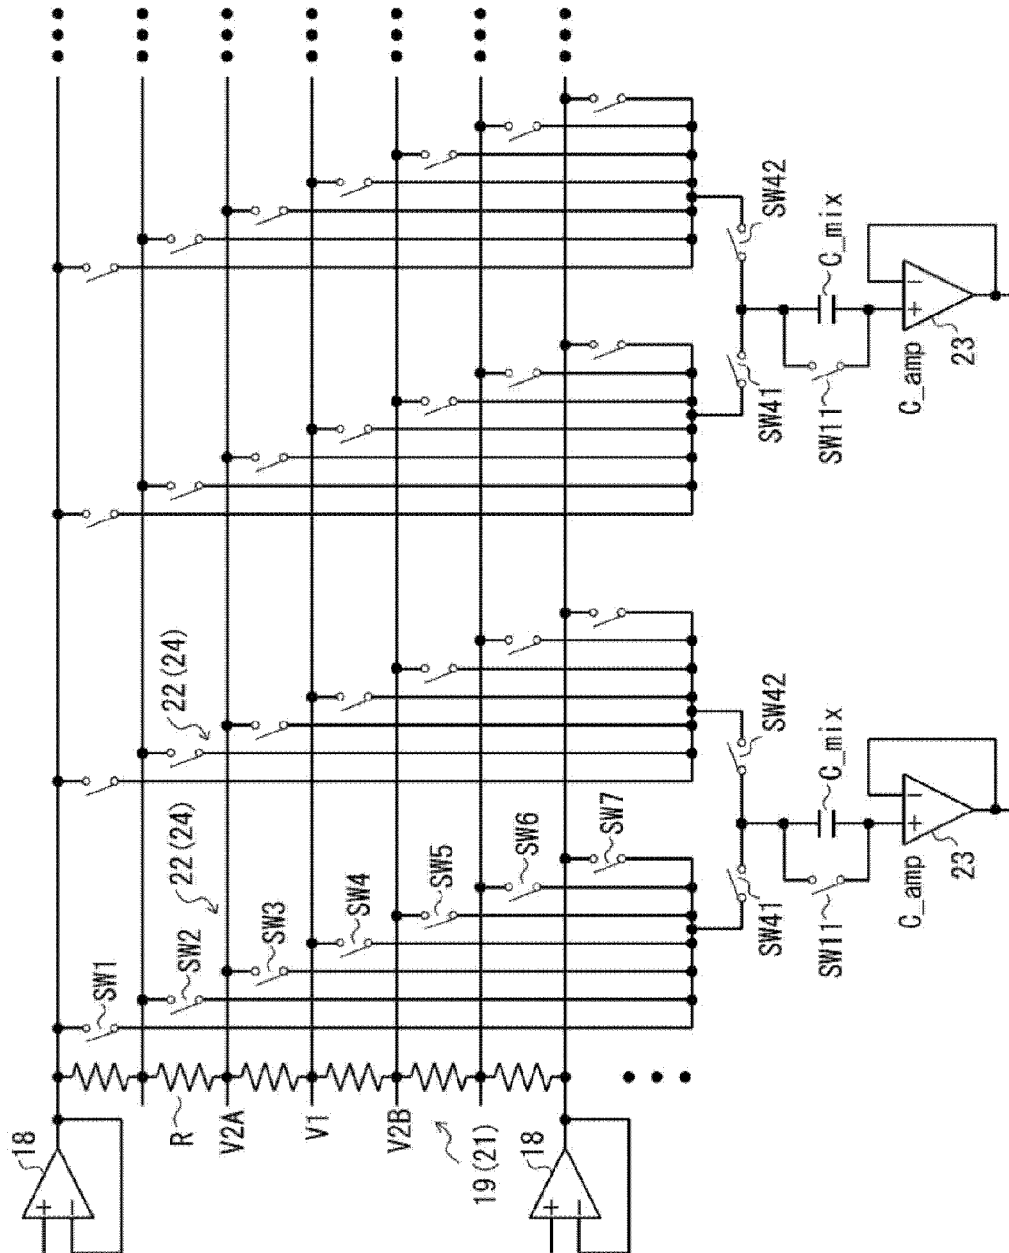 18
+
−
SW1
R
SW2
22(24)
22(24)
V2A
SW3
V1
SW4
V2B
SW5
19(21)
SW6
18
+
−
SW7
SW41
SW42
SW41
SW42
SW11
C_mix
SW11
C_mix
C_amp
+
−
C_amp
+
−
23
23